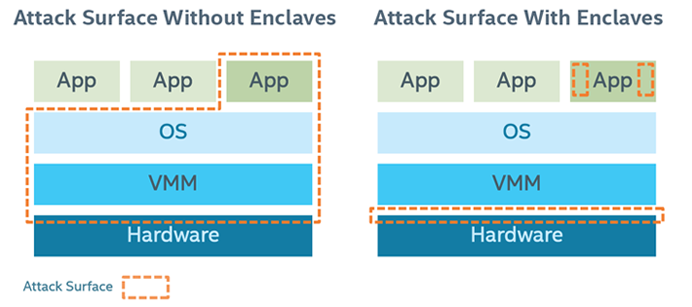 Attack Surface Without Enclaves
App
App
App
OS
VMM
Hardware
Attack Surface
Attack Surface With Enclaves
App
App
App
OS
VMM
Hardware